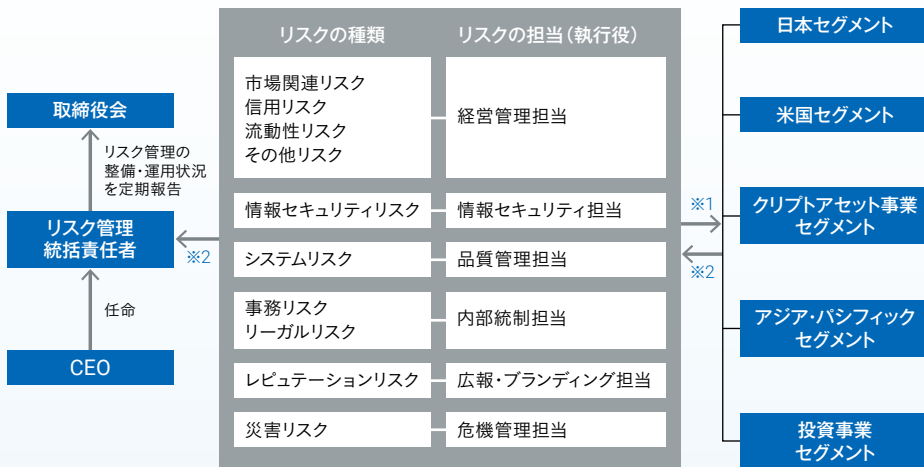 取締役会
リスク管理の
整備・運用状況
を定期報告
リスク管理
統括責任者
※2
任命
CEO
リスクの種類
リスクの担当（執行役）
市場関連リスク
信用リスク
流動性リスク
その他リスク
経営管理担当
情報セキュリティリスク
情報セキュリティ担当
システムリスク
品質管理担当
事務リスク
リーガルリスク
内部統制担当
レピュテーションリスク
広報・ブランディング担当
災害リスク
危機管理担当
※1
※2
日本セグメント
米国セグメント
クリプトアセット事業
セグメント
アジア・パシフィック
セグメント
投資事業
セグメント